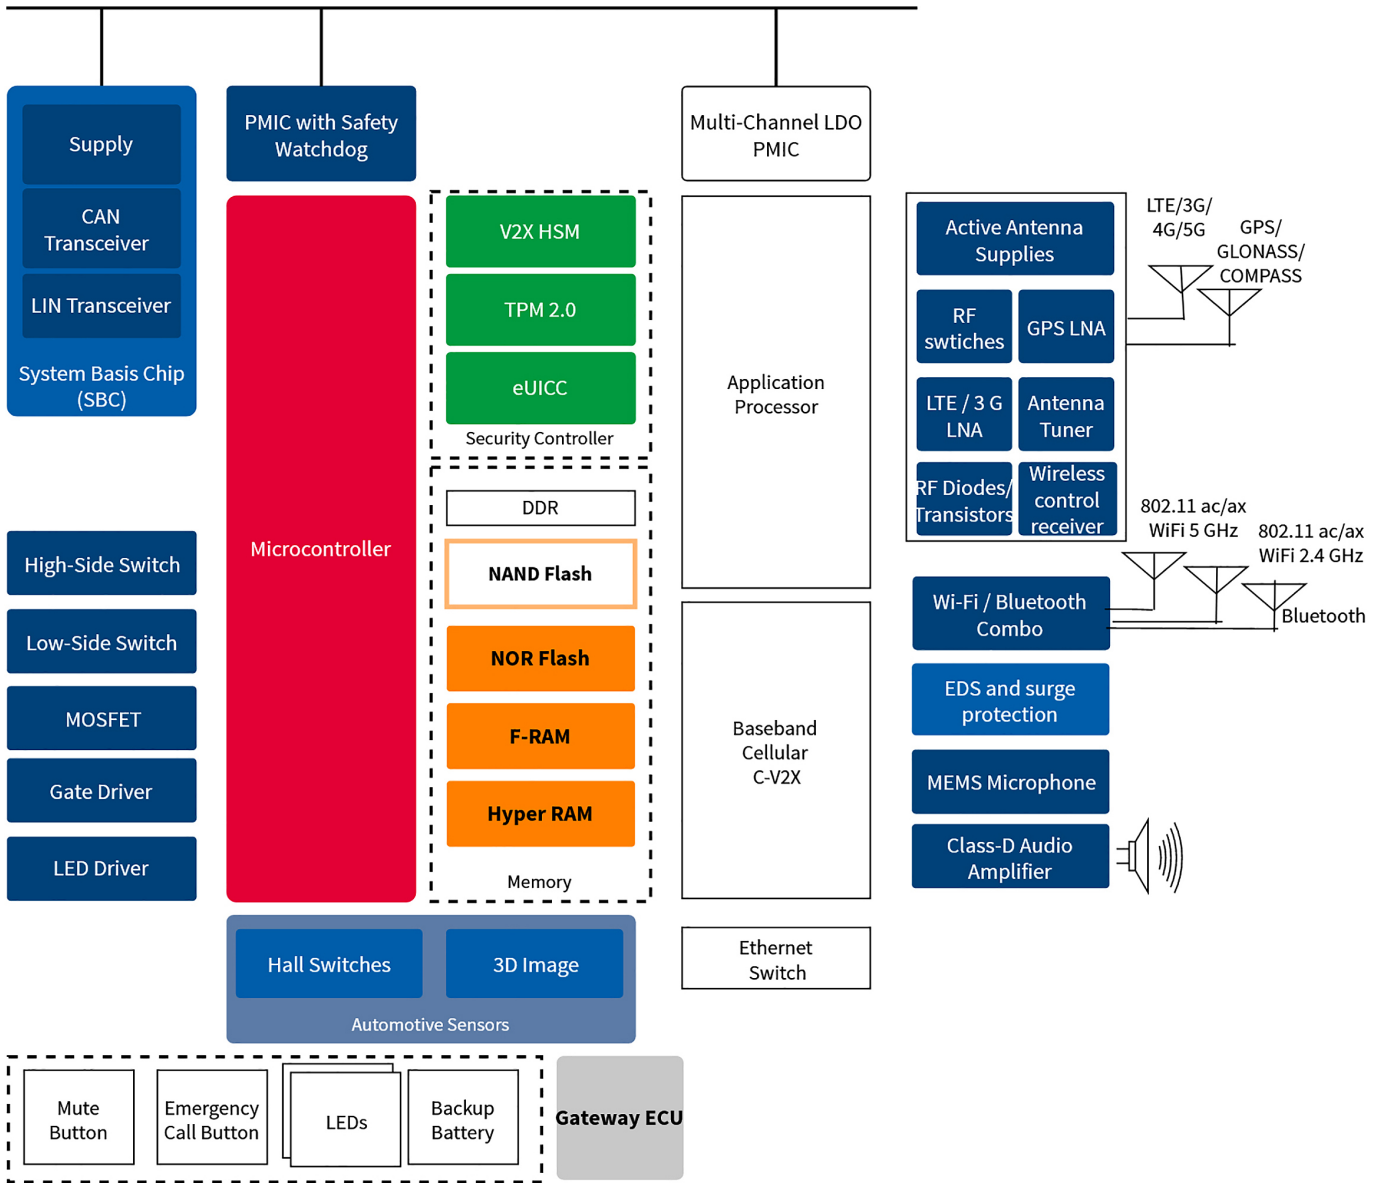 Supply
CAN
Transceiver
LIN Transceiver
System Basis Chip
(SBC)
PMIC with Safety
Watchdog
Microcontroller
V2X HSM
TPM 2.0
eUICC
Security Controller
DDR
NAND Flash
NOR Flash
F-RAM
Hyper RAM
Memory
Multi-Channel LDO
PMIC
Application
Processor
Baseband
Cellular
C-V2X
Ethernet
Switch
Active Antenna
Supplies
RF
swtiches
GPS LNA
LTE / 3 G
LNA
Antenna
Tuner
RF Diodes/
Transistors
Wireless
control
receiver
LTE/3G/
4G/5G
GPS/
GLONASS/
COMPASS
802.11 ac/ax
WiFi 5 GHz
802.11 ac/ax
WiFi 2.4 GHz
Bluetooth
Wi-Fi / Bluetooth
Combo
EDS and surge
protection
MEMS Microphone
Class-D Audio
Amplifier
High-Side Switch
Low-Side Switch
MOSFET
Gate Driver
LED Driver
Hall Switches
3D Image
Automotive Sensors
Mute
Button
Emergency
Call Button
LEDs
Backup
Battery
Gateway ECU